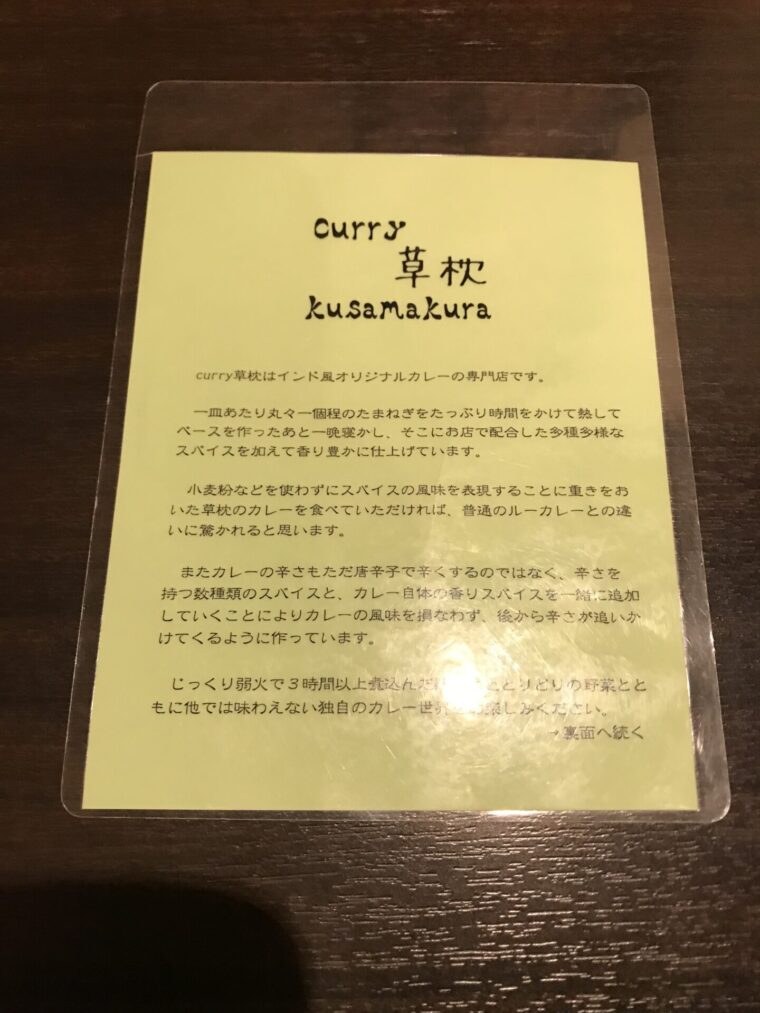 curry
草枕
kusamakura
curry草枕はインド風オリジナルカレーの専門店です。
一皿あたり丸々一個程のたまねぎをたっぷり時間をかけて熱して
ベースを作ったあと一晩寝かし、そこにお店で配合した多種多様な
スパイスを加えて香り豊かに仕上げています。
小麦粉などを使わずにスパイスの風味を表現することに重きをお
いた草枕のカレーを食べていただければ、普通のルーカレーとの違
いに驚かれると思います。
またカレーの辛さもただ唐辛子で辛くするのではなく、辛さを
持つ数種類のスパイスと、カレー自体の香りスパイスを一緒に追加
していくことによりカレーの風味を損なわず、後から辛さが追いか
けてくるように作っています。
じっくり弱火で３時間以上煮込んだ とりどりの野菜とと
もに他では味わえない独自のカレー世界 楽しみください。
→裏面へ続く